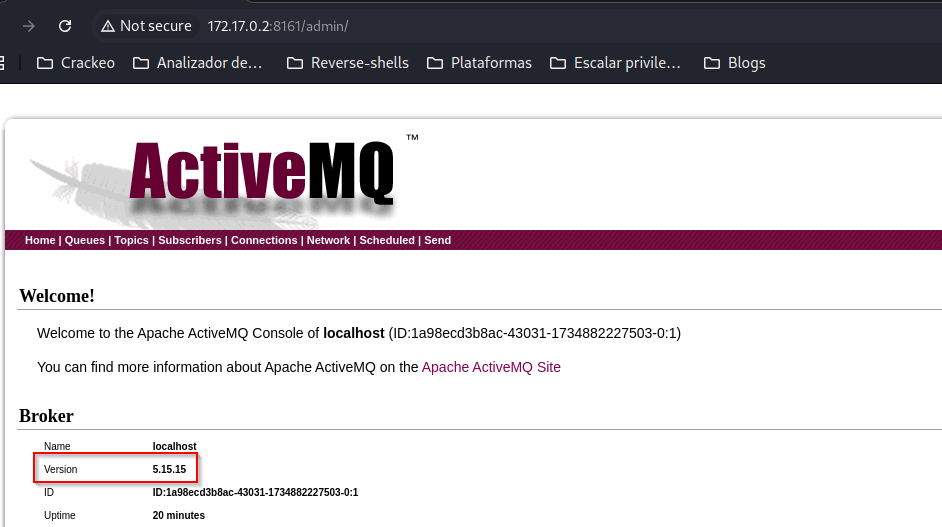 Not secure 172.17.0.2:8161/admin/
Crackeo Analizador de... Reverse-shells Plataformas Escalar privile... Blogs
ActiveMQ ™
Home | Queues | Topics | Subscribers | Connections | Network | Scheduled | Send
Welcome!
Welcome to the Apache ActiveMQ Console of localhost (ID:1a98ecd3b8ac-43031-1734882227503-0:1)
You can find more information about Apache ActiveMQ on the Apache ActiveMQ Site
Broker
Name localhost
Version 5.15.15
ID ID:1a98ecd3b8ac-43031-1734882227503-0:1
Uptime 20 minutes